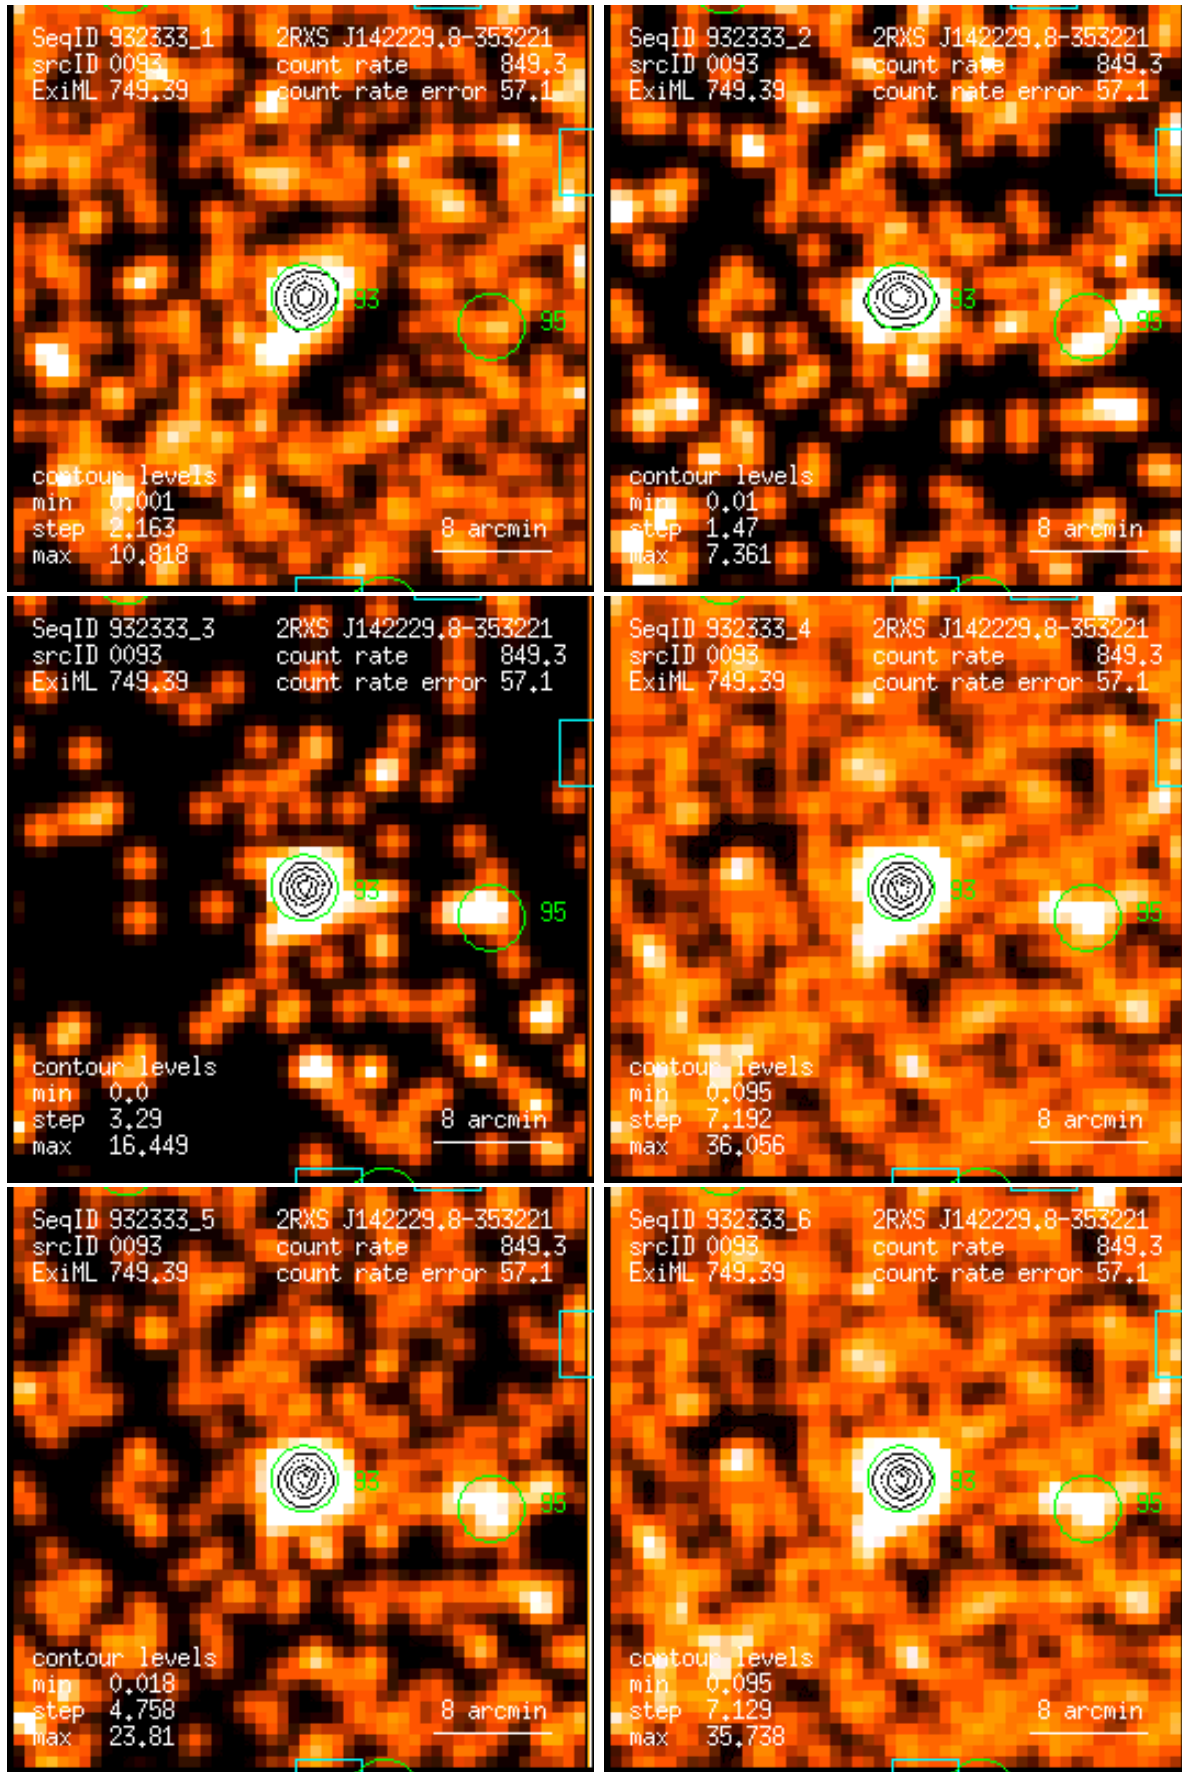 SeqID 932333_1 2RXS J142229.8-353221
srcID 0093 count rate 849.3
ExiML 749.39 count rate error 57.1
93
95
contour levels
min 0.001
step 2.163 8 arcmin
max 10.818
SeqID 932333_2 2RXS J142229.8-353221
srcID 0093 count rate 849.3
ExiML 749.39 count rate error 57.1
93
95
contour levels
min 0.01
step 1.47 8 arcmin
max 7.361
SeqID 932333_3 2RXS J142229.8-353221
srcID 0093 count rate 849.3
ExiML 749.39 count rate error 57.1
93
95
contour levels
min 0.0
step 3.29 8 arcmin
max 16.449
SeqID 932333_4 2RXS J142229.8-353221
srcID 0093 count rate 849.3
ExiML 749.39 count rate error 57.1
93
95
contour levels
min 0.095
step 7.192 8 arcmin
max 36.056
SeqID 932333_5 2RXS J142229.8-353221
srcID 0093 count rate 849.3
ExiML 749.39 count rate error 57.1
93
95
contour levels
min 0.018
step 4.758 8 arcmin
max 23.81
SeqID 932333_6 2RXS J142229.8-353221
srcID 0093 count rate 849.3
ExiML 749.39 count rate error 57.1
93
95
contour levels
min 0.095
step 7.129 8 arcmin
max 35.738